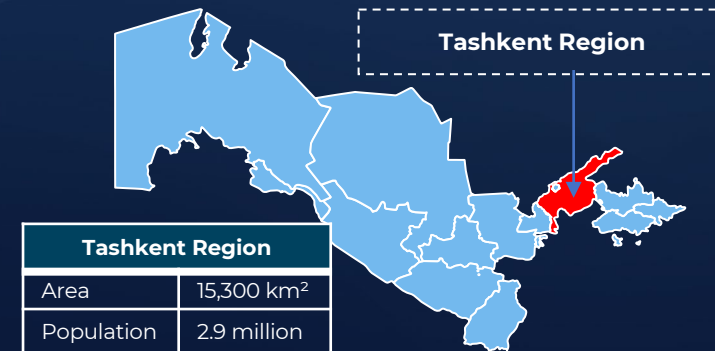 Tashkent Region
Tashkent Region
Area 15,300 km²
Population 2.9 million